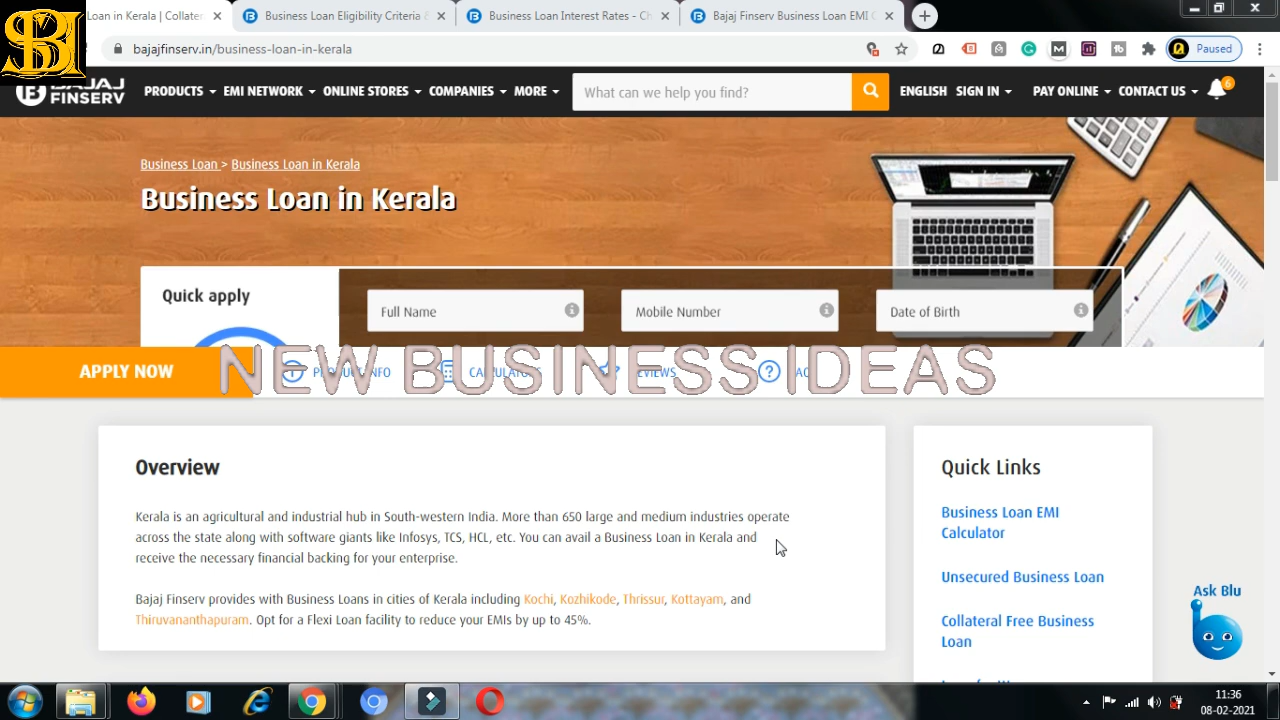 Loan in Kerala | Collater
Business Loan Eligibility Criteria &
Business Loan Interest Rates - Ch
Bajaj Finserv Business Loan EMI C
SBI
bajajfinserv.in/business-loan-in-kerala
Paused
BAJAJ
FINSERV
PRODUCTS
EMI NETWORK
ONLINE STORES
COMPANIES
MORE
What can we help you find?
ENGLISH
SIGN IN
PAY ONLINE
CONTACT US
6
Business Loan > Business Loan in Kerala
Business Loan in Kerala
Quick apply
Full Name
Mobile Number
Date of Birth
APPLY NOW
NEW BUSINESS IDEAS
Overview
Kerala is an agricultural and industrial hub in South-western India. More than 650 large and medium industries operate
across the state along with software giants like Infosys, TCS, HCL, etc. You can avail a Business Loan in Kerala and
receive the necessary financial backing for your enterprise.
Bajaj Finserv provides with Business Loans in cities of Kerala including Kochi, Kozhikode, Thrissur, Kottayam, and
Thiruvananthapuram. Opt for a Flexi Loan facility to reduce your EMIs by up to 45%.
Quick Links
Business Loan EMI
Calculator
Unsecured Business Loan
Collateral Free Business
Loan
Ask Blu
11:36
08-02-2021